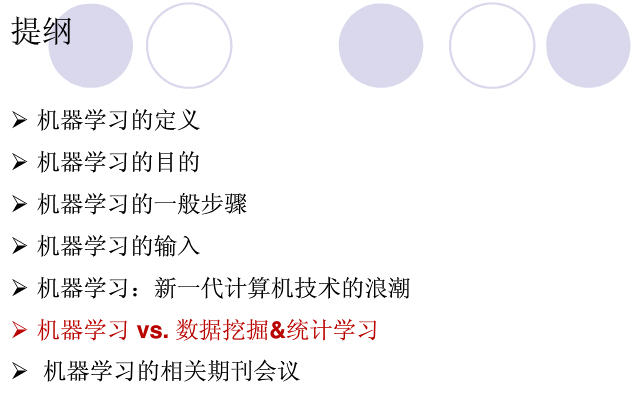 提纲
机器学习的定义
机器学习的目的
机器学习的一般步骤
机器学习的输入
机器学习：新一代计算机技术的浪潮
机器学习 vs. 数据挖掘&统计学习
机器学习的相关期刊会议